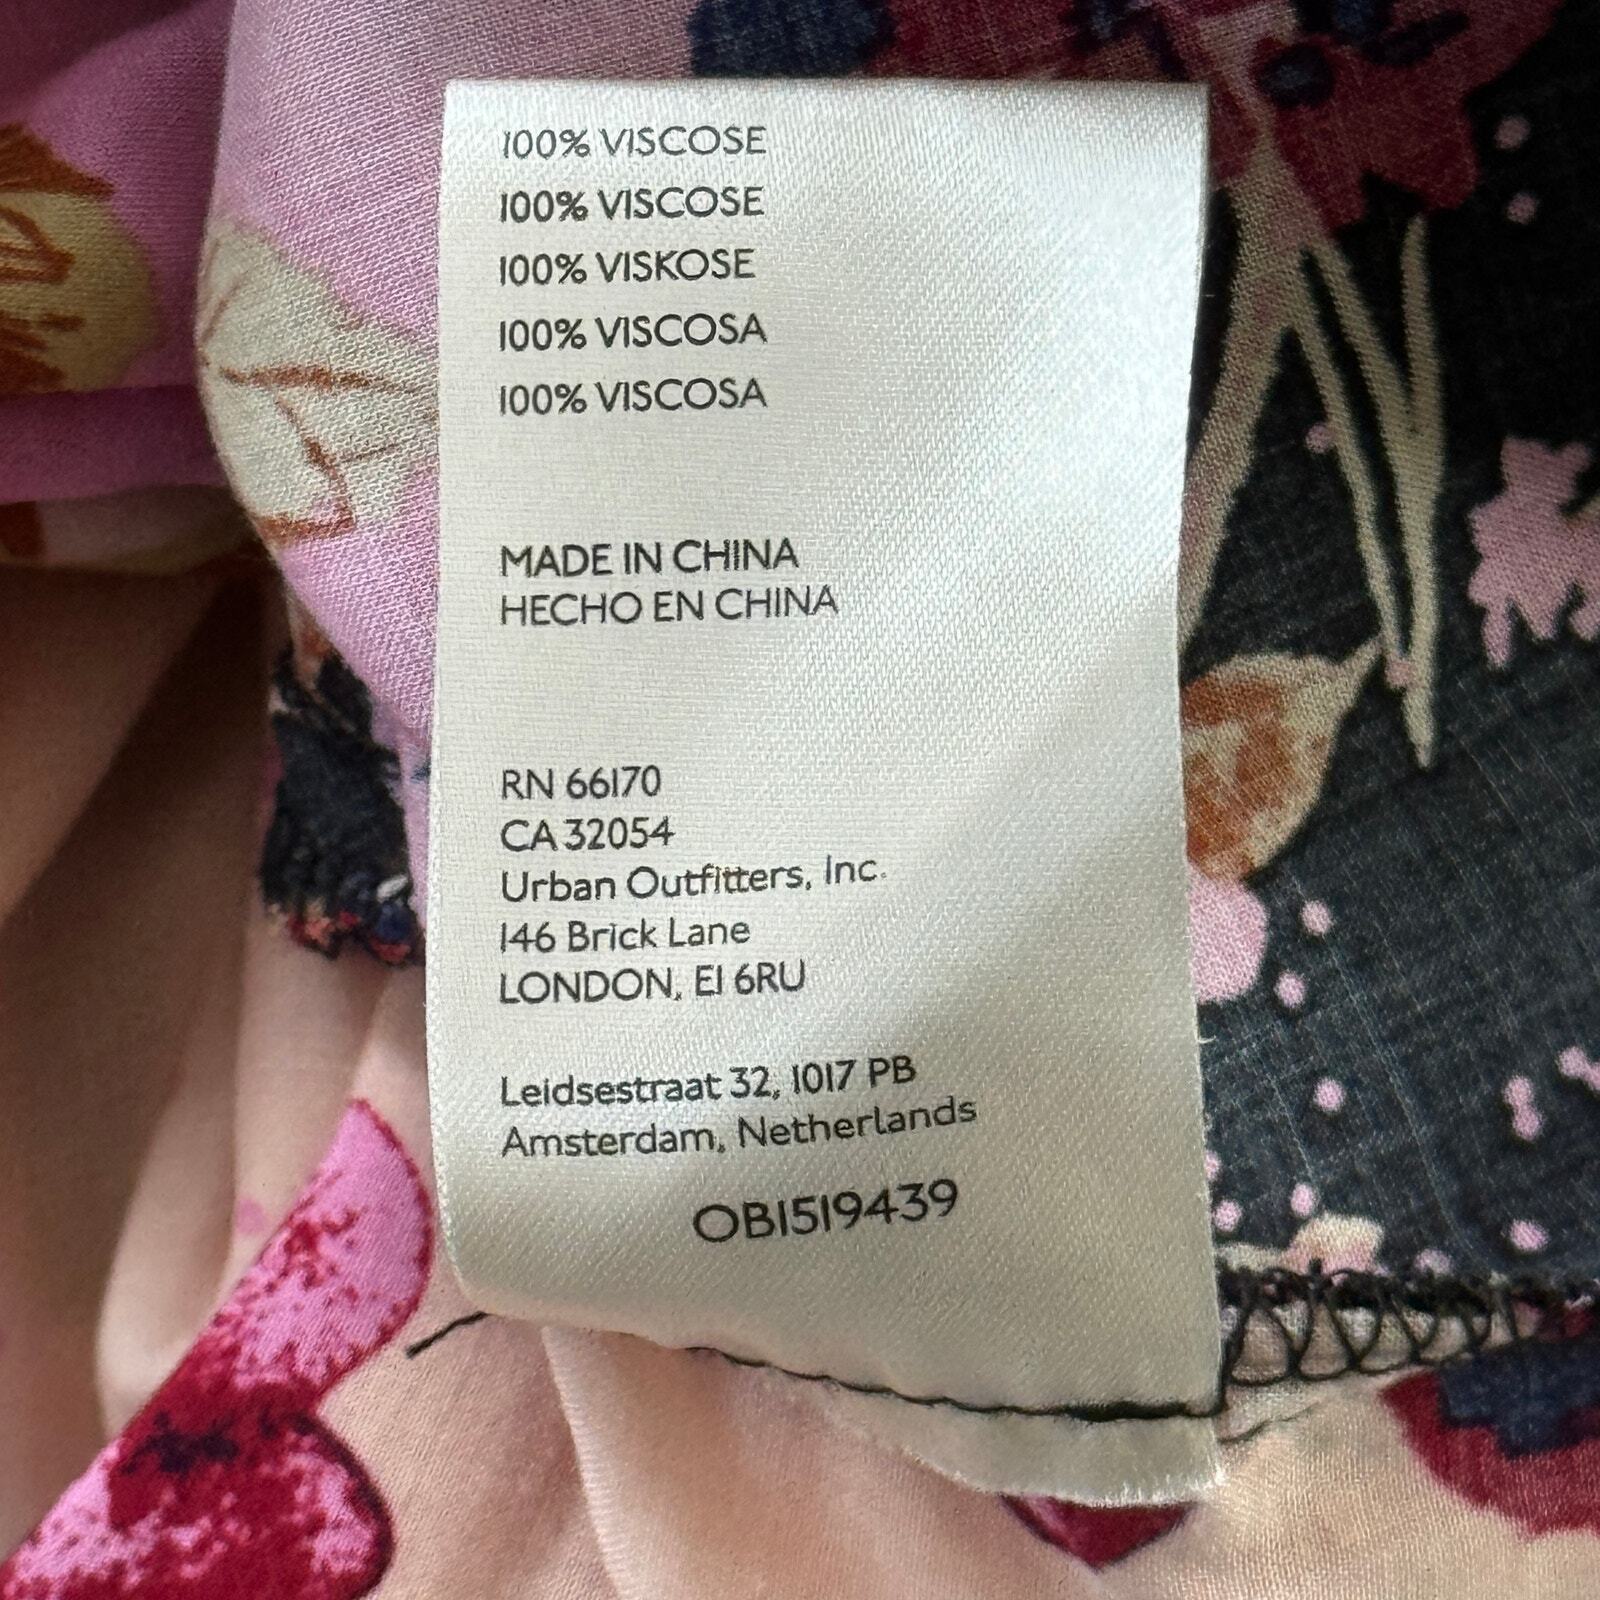 100% VISCOSE
100% VISCOSE
100% VISKOSE
100% VISCOSA
100% VISCOSA
MADE IN CHINA
HECHO EN CHINA
RN 66170
CA 32054
Urban Outfitters, Inc.
146 Brick Lane
LONDON, E1 6RU
Leidsestraat 32, 1017 PB
Amsterdam, Netherlands
OB1519439